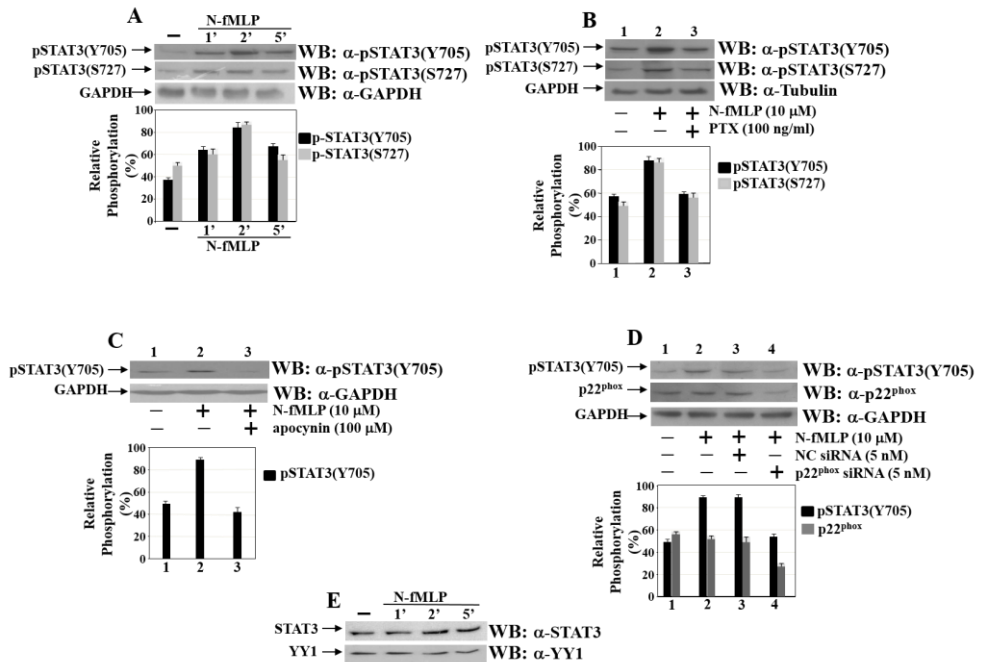 A
N-fMLP
– 1’ 2’ 5’
pSTAT3(Y705) WB: α-pSTAT3(Y705)
pSTAT3(S727) WB: α-pSTAT3(S727)
GAPDH WB: α-GAPDH
Relative Phosphorylation (%)
100
80
60
40
20
0
p-STAT3(Y705)
p-STAT3(S727)
– 1’ 2’ 5’
N-fMLP
B
1 2 3
pSTAT3(Y705) WB: α-pSTAT3(Y705)
pSTAT3(S727) WB: α-pSTAT3(S727)
GAPDH WB: α-Tubulin
– + + N-fMLP (10 μM)
– – + PTX (100 ng/ml)
Relative Phosphorylation (%)
100
80
60
40
20
0
pSTAT3(Y705)
pSTAT3(S727)
1 2 3
C
1 2 3
pSTAT3(Y705) WB: α-pSTAT3(Y705)
GAPDH WB: α-GAPDH
– + + N-fMLP (10 μM)
– – + apocynin (100 μM)
Relative Phosphorylation (%)
100
80
60
40
20
0
pSTAT3(Y705)
1 2 3
D
1 2 3 4
pSTAT3(Y705) WB: α-pSTAT3(Y705)
p22phox WB: α-p22phox
GAPDH WB: α-GAPDH
– + + + N-fMLP (10 μM)
– – + – NC siRNA (5 nM)
– – – + p22phox siRNA (5 nM)
Relative Phosphorylation (%)
100
80
60
40
20
0
pSTAT3(Y705)
p22phox
1 2 3 4
E
N-fMLP
– 1’ 2’ 5’
STAT3 WB: α-STAT3
YY1 WB: α-YY1